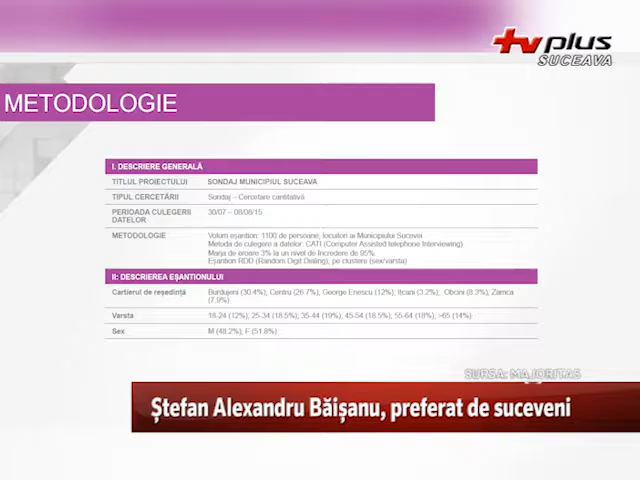 tvplus
SUCEAVA
METODOLOGIE
I. DESCRIERE GENERALĂ
TITLUL PROIECTULUI SONDAJ MUNICIPIUL SUCEAVA
TIPUL CERCETĂRII Sondaj – Cercetare cantitativă
PERIOADA CULEGERII DATELOR 30/07 – 08/08/15
METODOLOGIE Volum esantion: 1100 de persoane, locuitori ai Municipiului Suceava
Metoda de culegere a datelor: CATI (Computer Assisted telephone Interviewing)
Marja de eroare 3% la un nivel de încredere de 95%.
Eșantion RDD (Random Digit Dialing), pe clustere (sex/varsta)
II: DESCRIEREA EȘANTIONULUI
Cartierul de reședință Burdujeni (30.4%); Centru (26.7%); George Enescu (12%); Ițcani (3.2%); Obcini (8.3%); Zamca
(7.9%)
Varsta 18-24 (12%), 25-34 (18.5%), 35-44 (19%), 45-54 (18.5%), 55-64 (18%), >65 (14%)
Sex M (48.2%), F (51.8%)
SURSA: MAJORITAS
Ștefan Alexandru Băișanu, preferat de suceveni